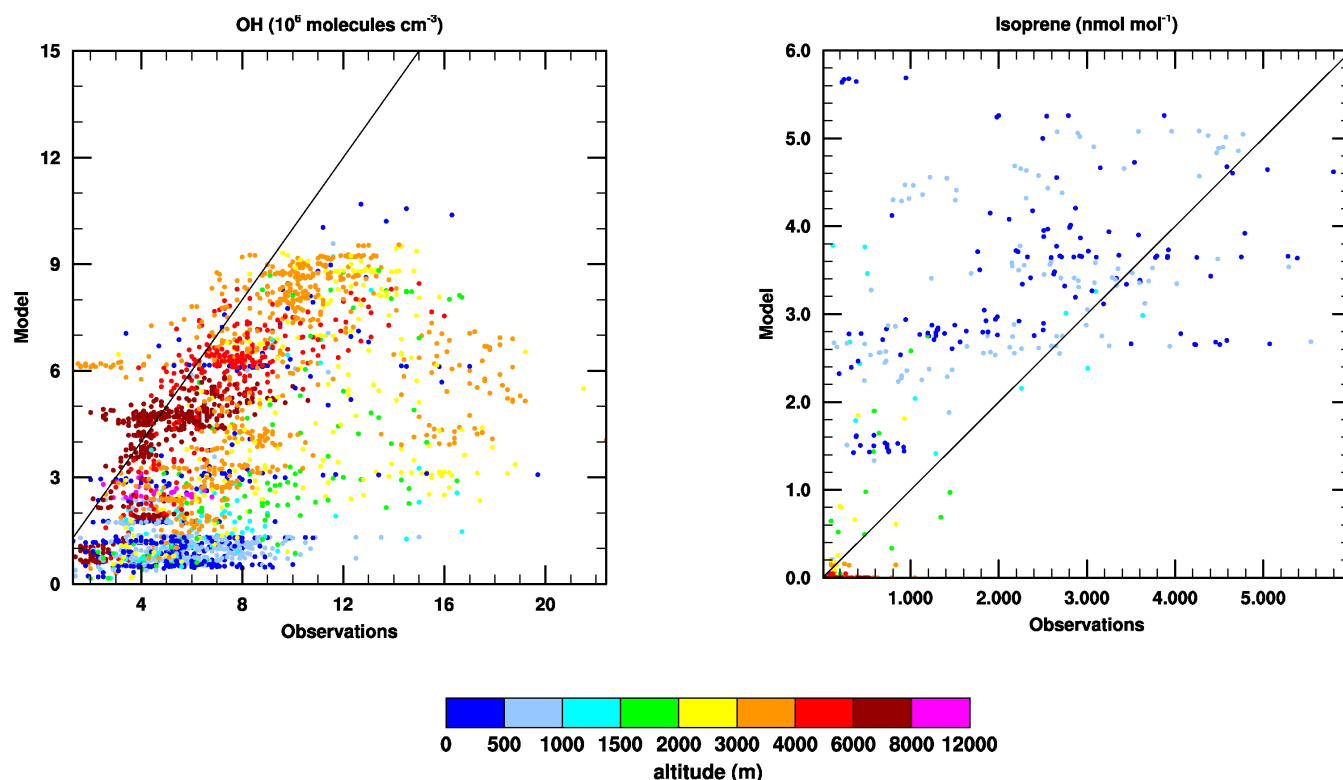 OH (10⁶ molecules cm⁻³)
15
12
9
6
3
0
Model
4 8 12 16 20
Observations
Isoprene (nmol mol⁻¹)
6.0
5.0
4.0
3.0
2.0
1.0
0.0
Model
1.000 2.000 3.000 4.000 5.000
Observations
0 500 1000 1500 2000 3000 4000 6000 8000 12000
altitude (m)